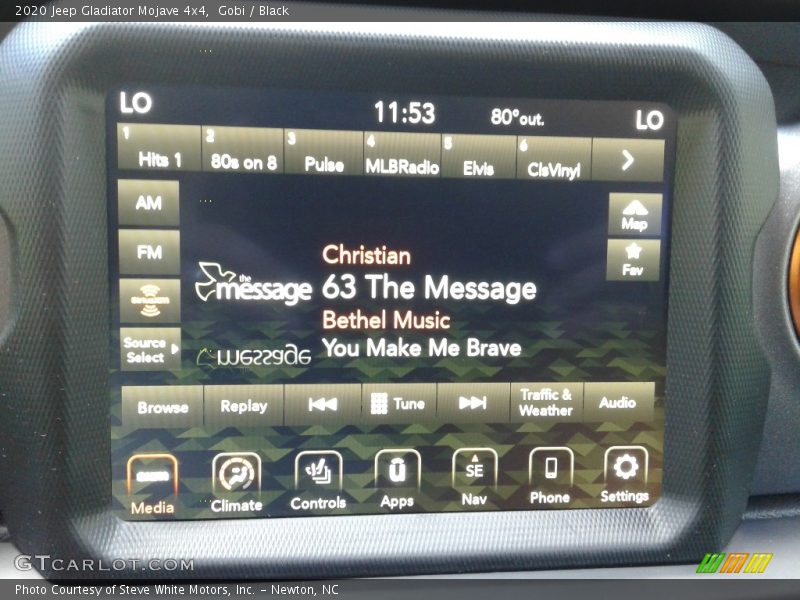 2020 Jeep Gladiator Mojave 4x4,  Gobi / Black
LO 11:53 80°out. LO
1 Hits 1 2 80s on 8 3 Pulse 4 MLBRadio 5 Elvis 6 ClsVinyl
AM
FM
SiriusXM
Source Select
Map
Fav
the message
Christian
63 The Message
Bethel Music
You Make Me Brave
message
Browse Replay Tune Traffic & Weather Audio
SE
Media Climate Controls Apps Nav Phone Settings
GTCARLOT.COM
Photo Courtesy of Steve White Motors, Inc. – Newton, NC